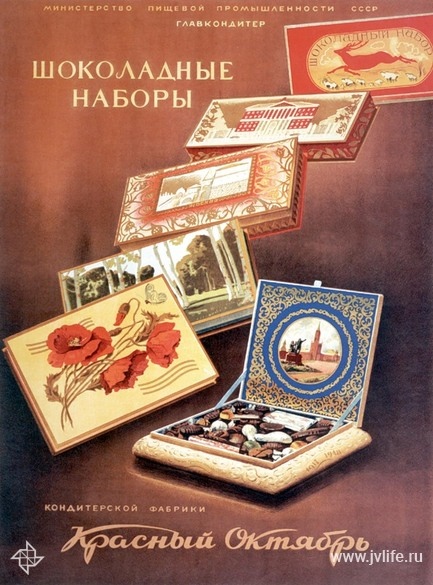 МИНИСТЕРСТВО ПИЩЕВОЙ ПРОМЫШЛЕННОСТИ СССР
ГЛАВКОНДИТЕР
ШОКОЛАДНЫЕ
НАБОРЫ
ШОКОЛАДНЫЙ НАБОР
КОНДИТЕРСКОЙ ФАБРИКИ
Красный Октябрь
www.jvlife.ru